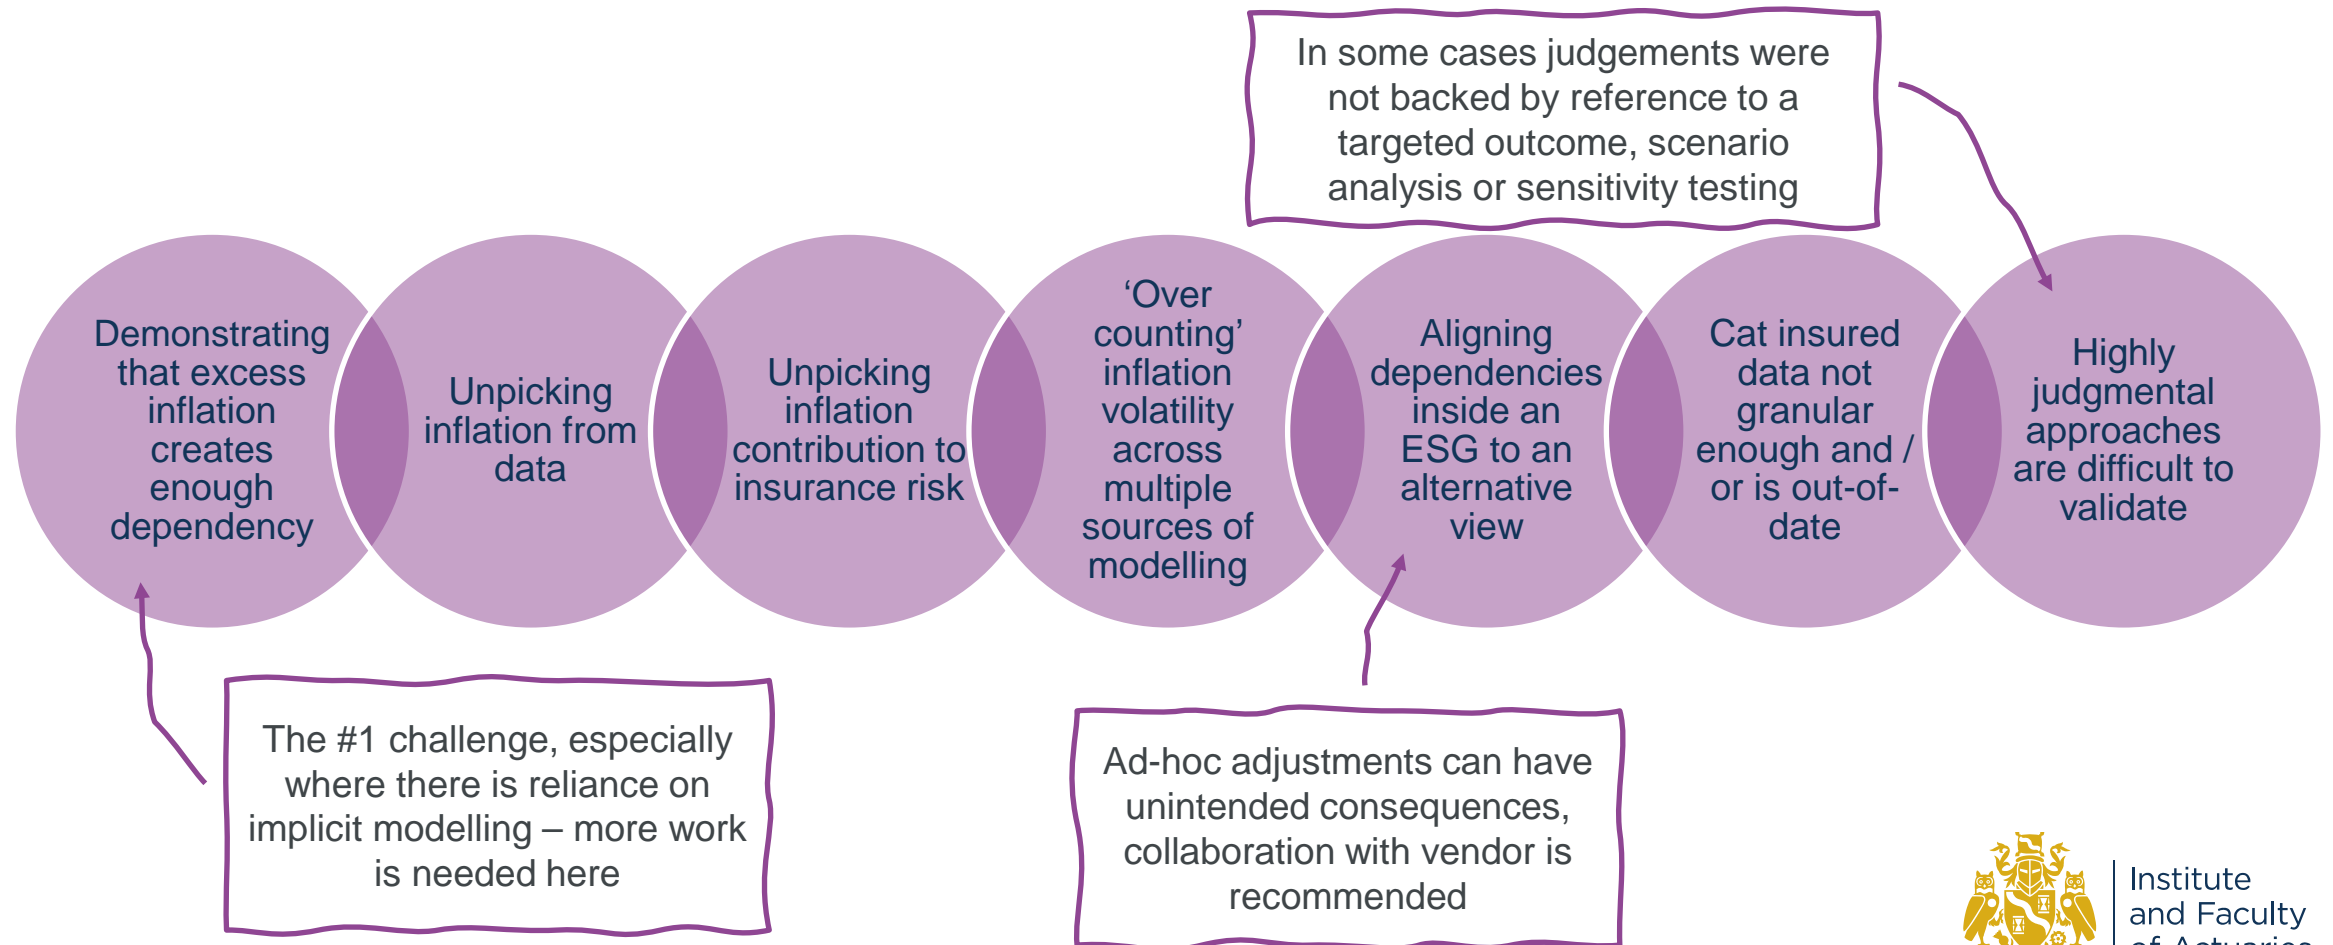 In some cases judgements were
not backed by reference to a
targeted outcome, scenario
analysis or sensitivity testing
Demonstrating
that excess
inflation
creates
enough
dependency
Unpicking
inflation from
data
Unpicking
inflation
contribution to
insurance risk
‘Over
counting’
inflation
volatility
across
multiple
sources of
modelling
Aligning
dependencies
inside an
ESG to an
alternative
view
Cat insured
data not
granular
enough and /
or is out-of-
date
Highly
judgmental
approaches
are difficult to
validate
The #1 challenge, especially
where there is reliance on
implicit modelling – more work
is needed here
Ad-hoc adjustments can have
unintended consequences,
collaboration with vendor is
recommended
Institute
and Faculty
of Actuaries